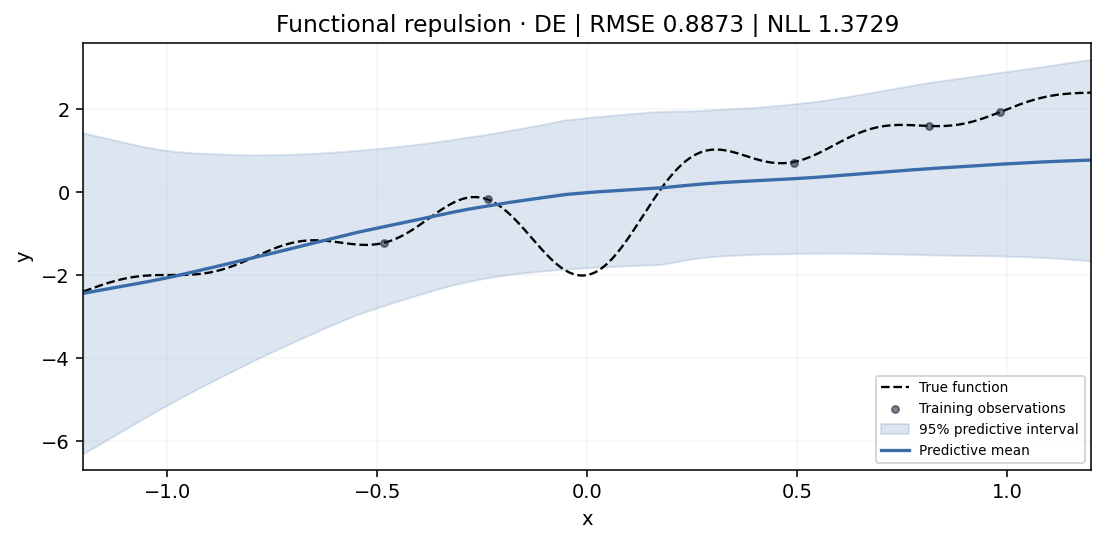 Functional repulsion · DE | RMSE 0.8873 | NLL 1.3729
2
0
−2
−4
−6
y
−1.0
−0.5
0.0
0.5
1.0
x
True function
Training observations
95% predictive interval
Predictive mean